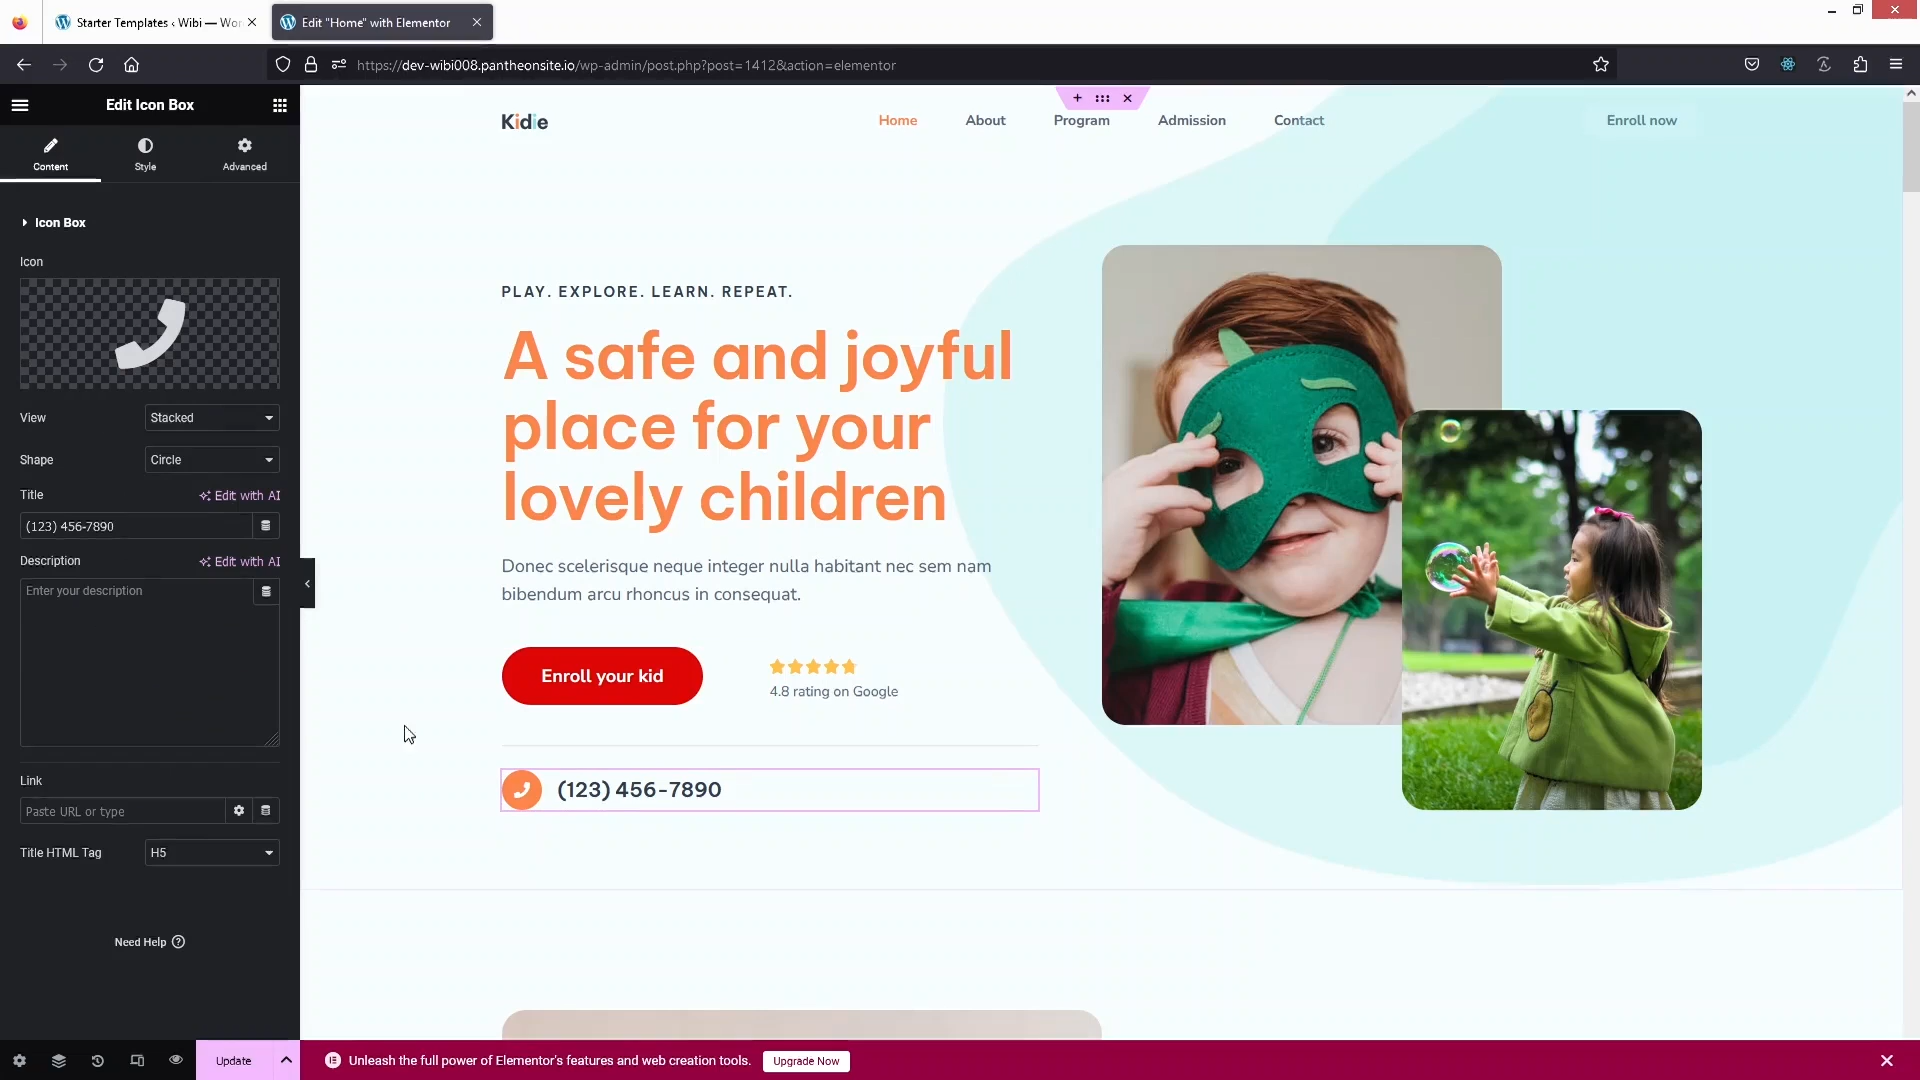 Starter Templates ‹ Wibi — Wor
Edit "Home" with Elementor
https://dev-wibi008.pantheonsite.io/wp-admin/post.php?post=1412&action=elementor
Edit Icon Box
Content
Style
Advanced
Icon Box
Icon
View
Stacked
Shape
Circle
Title
Edit with AI
(123) 456-7890
Description
Edit with AI
Enter your description
Link
Paste URL or type
Title HTML Tag
H5
Need Help
Update
Kidie
Home
About
Program
Admission
Contact
Enroll now
PLAY. EXPLORE. LEARN. REPEAT.
A safe and joyful
place for your
lovely children
Donec scelerisque neque integer nulla habitant nec sem nam
bibendum arcu rhoncus in consequat.
Enroll your kid
4.8 rating on Google
(123) 456-7890
Unleash the full power of Elementor's features and web creation tools.
Upgrade Now